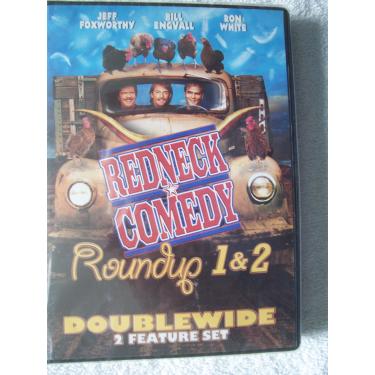 JEFF FOXWORTHY
BILL ENGVALL
RON WHITE
REDNECK
COMEDY
Roundup 1 & 2
DOUBLEWIDE
2 FEATURE SET